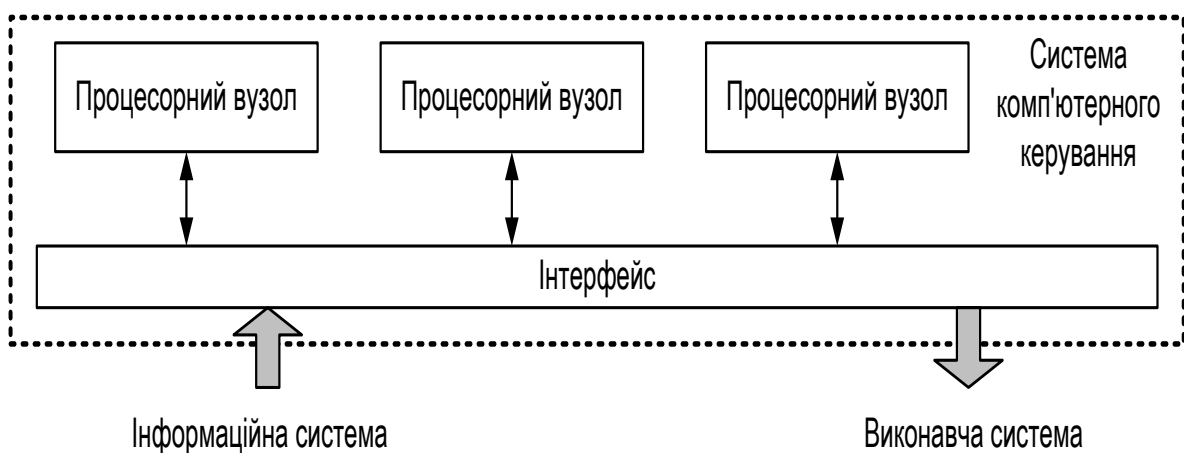 Процесорний вузол
Процесорний вузол
Процесорний вузол
Система
комп'ютерного
керування
Інтерфейс
Інформаційна система
Виконавча система